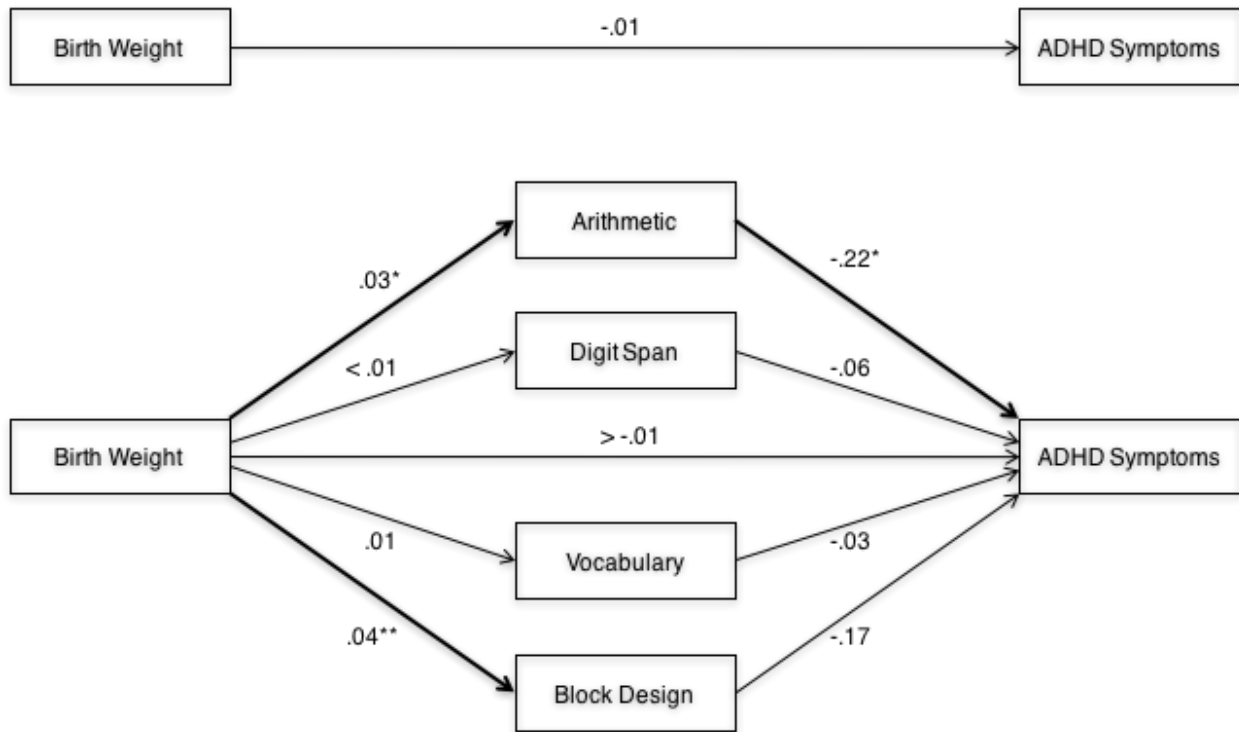 -.01
Birth Weight
ADHD Symptoms
Arithmetic
.03*
-.22*
Digit Span
< .01
-.06
> -.01
Birth Weight
ADHD Symptoms
.01
-.03
Vocabulary
.04**
-.17
Block Design